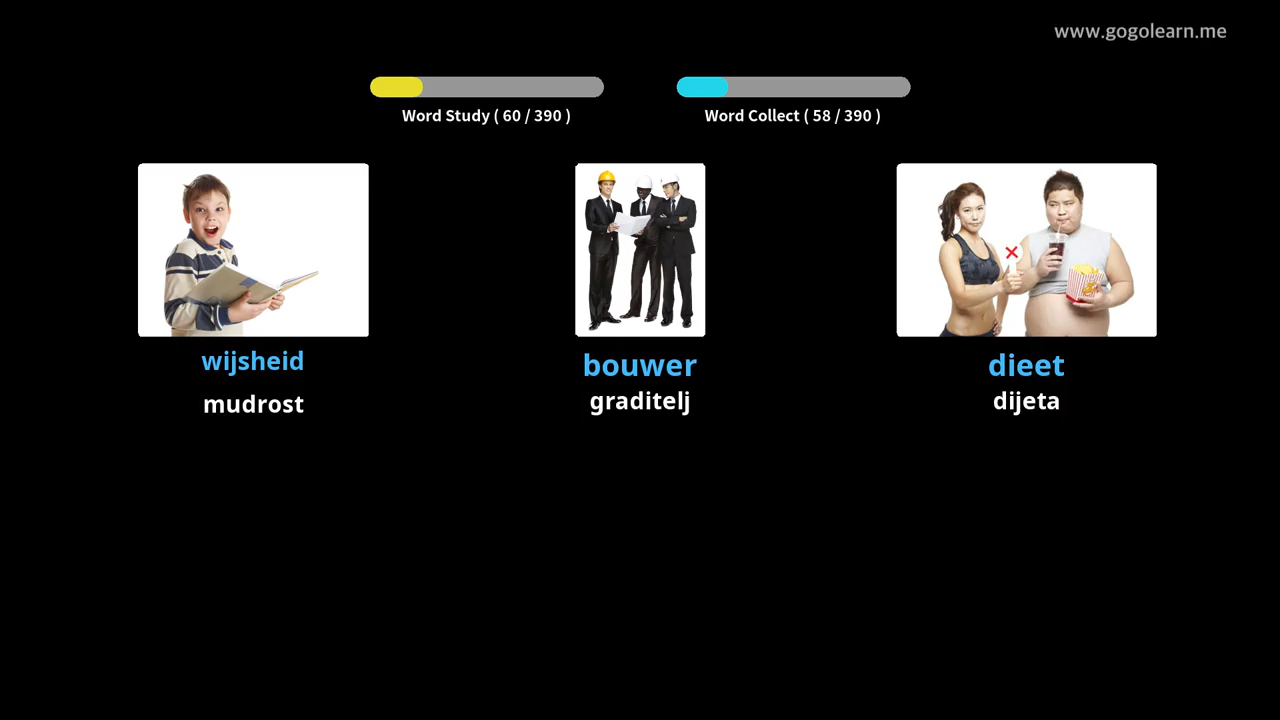 www.gogolearn.me
Word Study ( 60 / 390 )
Word Collect ( 58 / 390 )
wijsheid
mudrost
bouwer
graditelj
dieet
dijeta